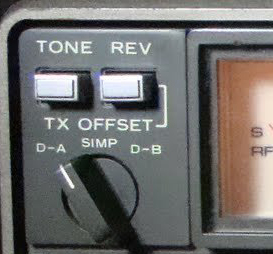 TONE REV
TX OFFSET
D-A SIMP D-B
S
RF